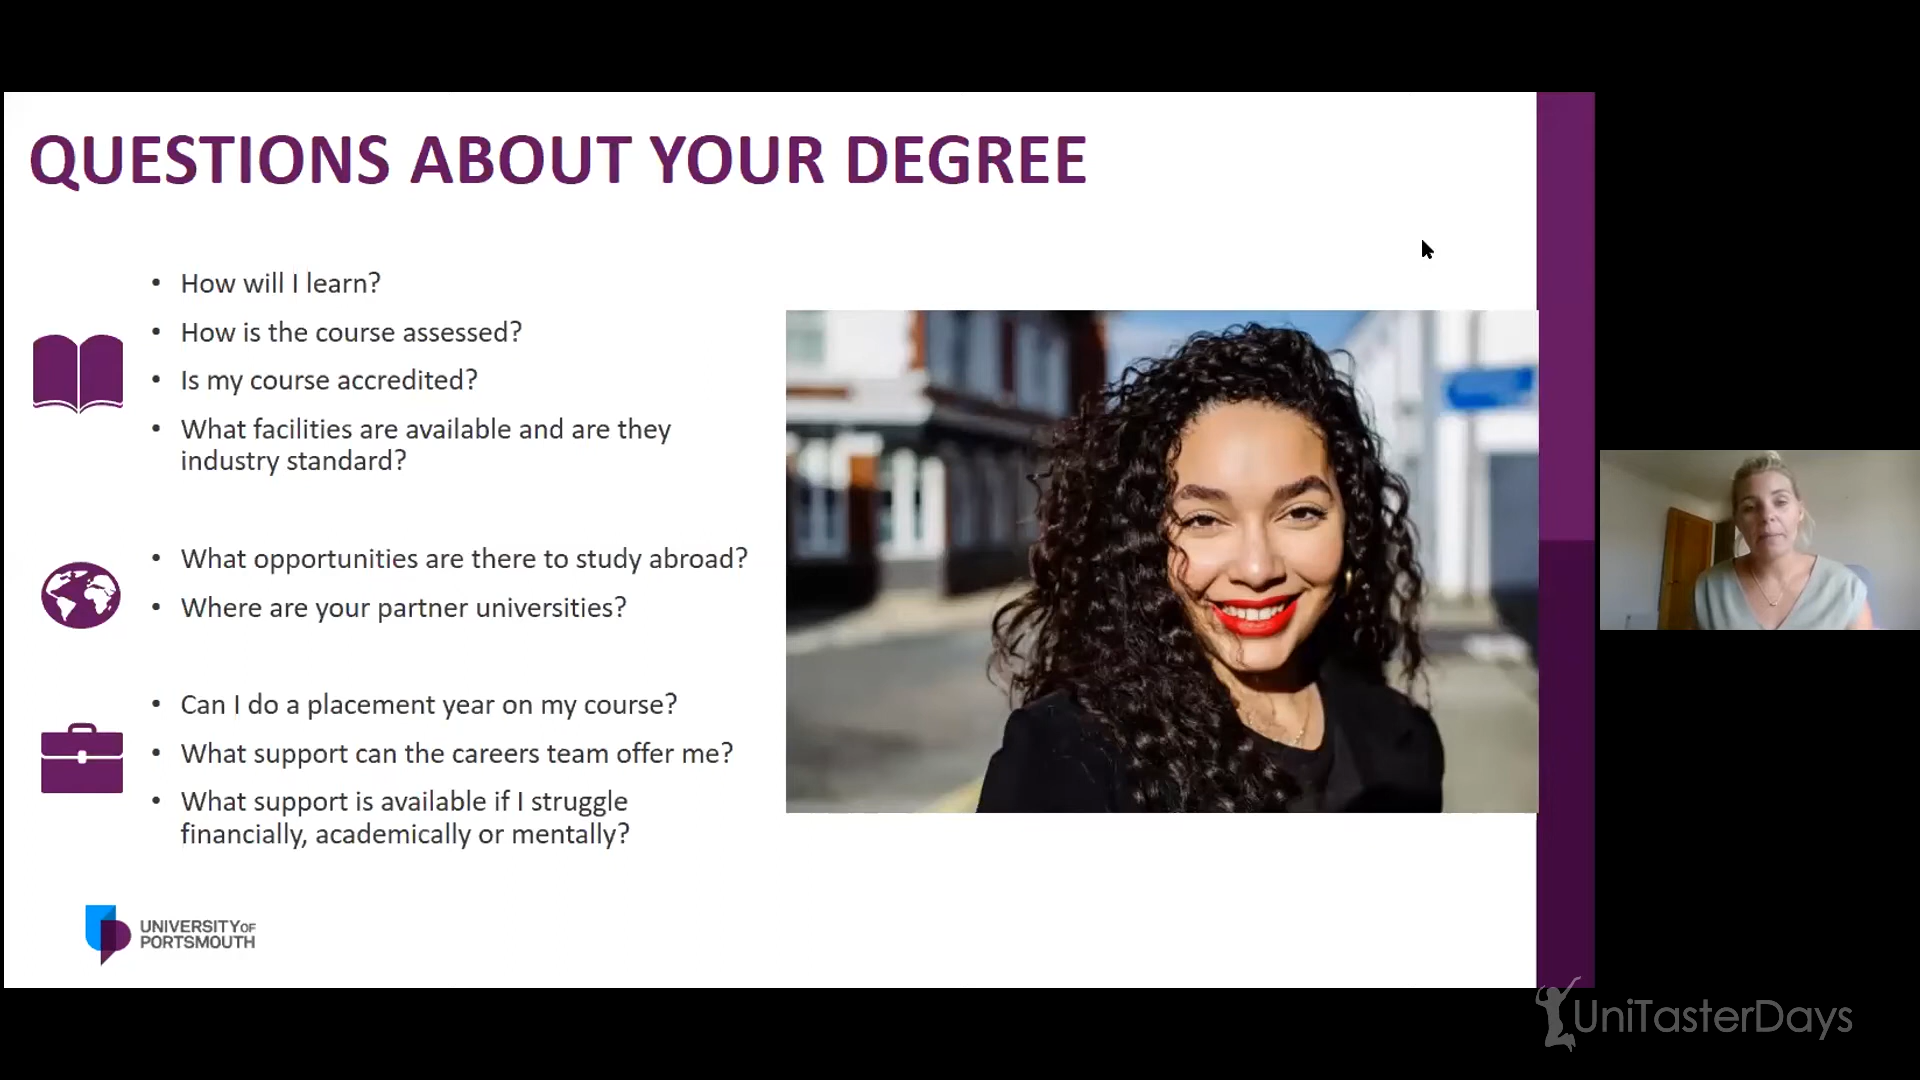 QUESTIONS ABOUT YOUR DEGREE
• How will I learn?
• How is the course assessed?
• Is my course accredited?
• What facilities are available and are they
industry standard?
• What opportunities are there to study abroad?
• Where are your partner universities?
• Can I do a placement year on my course?
• What support can the careers team offer me?
• What support is available if I struggle
financially, academically or mentally?
UNIVERSITY OF
PORTSMOUTH
UniTasterDays